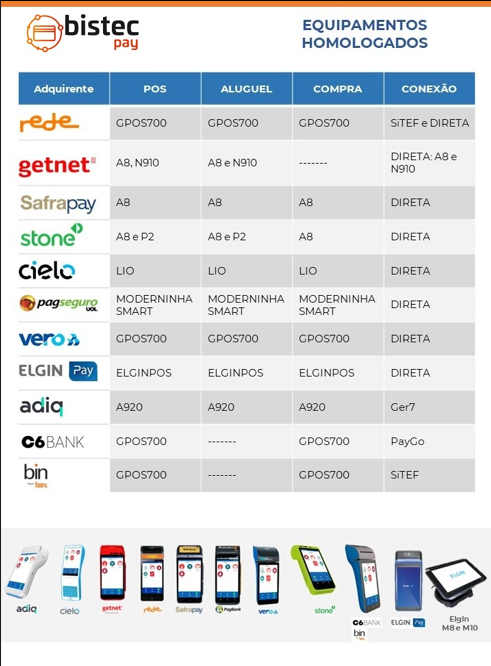 bistec
pay
EQUIPAMENTOS
HOMOLOGADOS
Adquirente POS ALUGUEL COMPRA CONEXÃO
rede GPOS700 GPOS700 GPOS700 SiTEF e DIRETA
getnet A8, N910 A8 e N910 ------- DIRETA: A8 e
N910
Safrapay A8 A8 A8 DIRETA
stone A8 e P2 A8 e P2 A8 DIRETA
cielo LIO LIO LIO DIRETA
pagseguro UOL MODERNINHA MODERNINHA MODERNINHA DIRETA
SMART SMART SMART
vero GPOS700 GPOS700 GPOS700 DIRETA
ELGIN Pay ELGINPOS ELGINPOS ELGINPOS DIRETA
adiq A920 A920 A920 Ger7
C6BANK GPOS700 ------- GPOS700 PayGo
bin GPOS700 ------- GPOS700 SiTEF
ELGIN
adiq cielo getnet rede Safrapay PagBank vero stone
C6BANK ELGIN Pay Elgin
bin M8 e M10